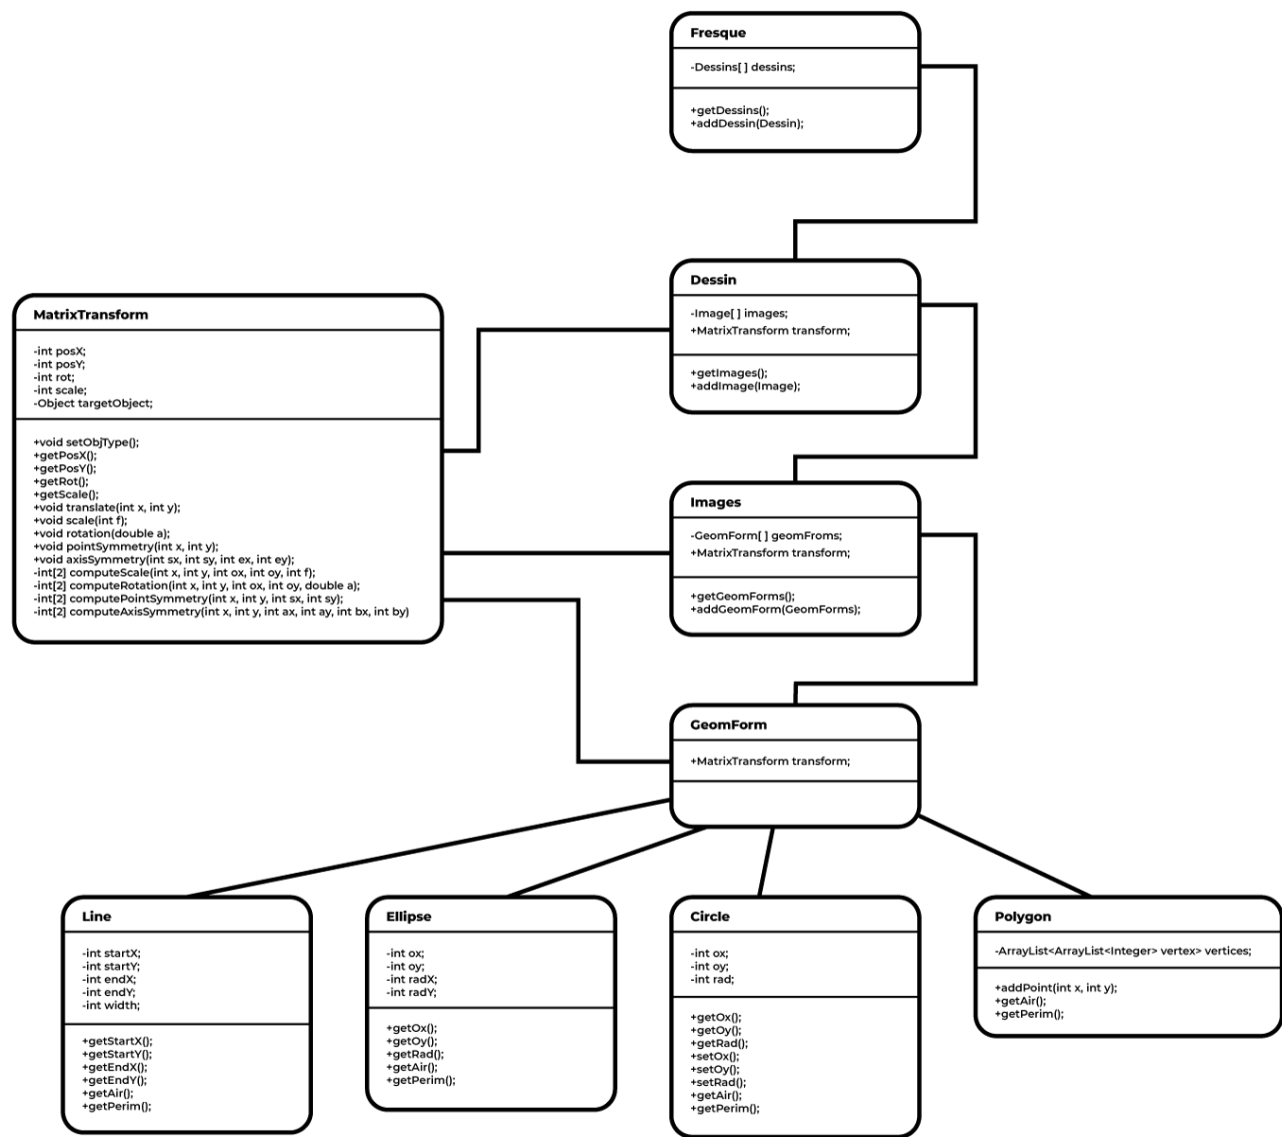 Fresque
-Dessins[ ] dessins;
+getDessins();
+addDessin(Dessin);
Dessin
-Image[ ] images;
+MatrixTransform transform;
+getImages();
+addImage(Image);
MatrixTransform
-int posX;
-int posY;
-int rot;
-int scale;
-Object targetObject;
+void setObjType();
+getPosX();
+getPosY();
+getRot();
+getScale();
+void translate(int x, int y);
+void scale(int f);
+void rotation(double a);
+void pointSymmetry(int x, int y);
+void axisSymmetry(int sx, int sy, int ex, int ey);
-int[2] computeScale(int x, int y, int ox, int oy, int f);
-int[2] computeRotation(int x, int y, int ox, int oy, double a);
-int[2] computePointSymmetry(int x, int y, int sx, int sy);
-int[2] computeAxisSymmetry(int x, int y, int ax, int ay, int bx, int by)
Images
-GeomForm[ ] geomFroms;
+MatrixTransform transform;
+getGeomForms();
+addGeomForm(GeomForms);
GeomForm
+MatrixTransform transform;
Line
-int startX;
-int startY;
-int endX;
-int endY;
-int width;
+getStartX();
+getStartY();
+getEndX();
+getEndY();
+getAir();
+getPerim();
Ellipse
-int ox;
-int oy;
-int radX;
-int radY;
+getOx();
+getOy();
+getRad();
+getAir();
+getPerim();
Circle
-int ox;
-int oy;
-int rad;
+getOx();
+getOy();
+getRad();
+setOx();
+setOy();
+setRad();
+getAir();
+getPerim();
Polygon
-ArrayList<ArrayList<Integer> vertex> vertices;
+addPoint(int x, int y);
+getAir();
+getPerim();